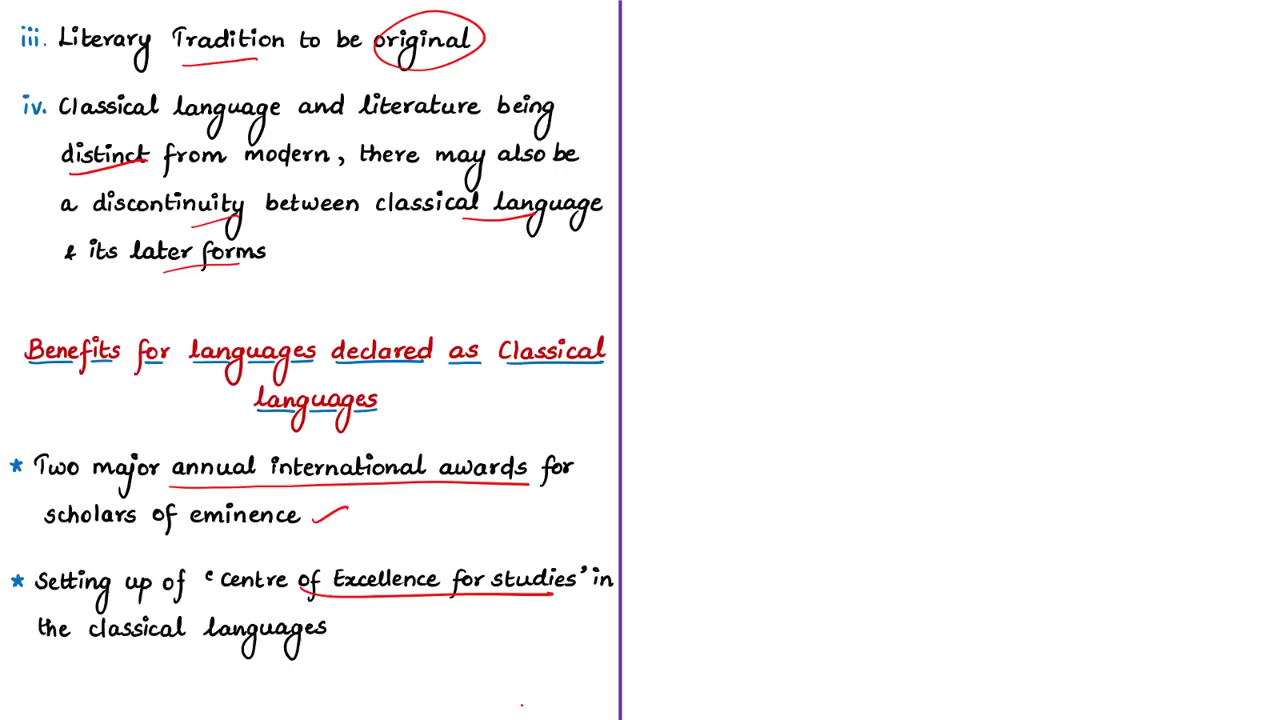 iii. Literary Tradition to be original
iv. Classical language and literature being
distinct from modern, there may also be
a discontinuity between classical language
& its later forms
Benefits for languages declared as Classical
languages
* Two major annual international awards for
scholars of eminence
* Setting up of ‘Centre of Excellence for studies’ in
the classical languages